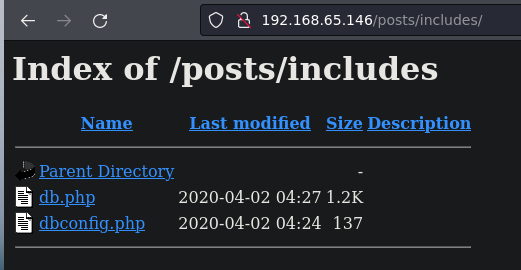 192.168.65.146/posts/includes/
Index of /posts/includes
Name Last modified Size Description
Parent Directory -
db.php 2020-04-02 04:27 1.2K
dbconfig.php 2020-04-02 04:24 137